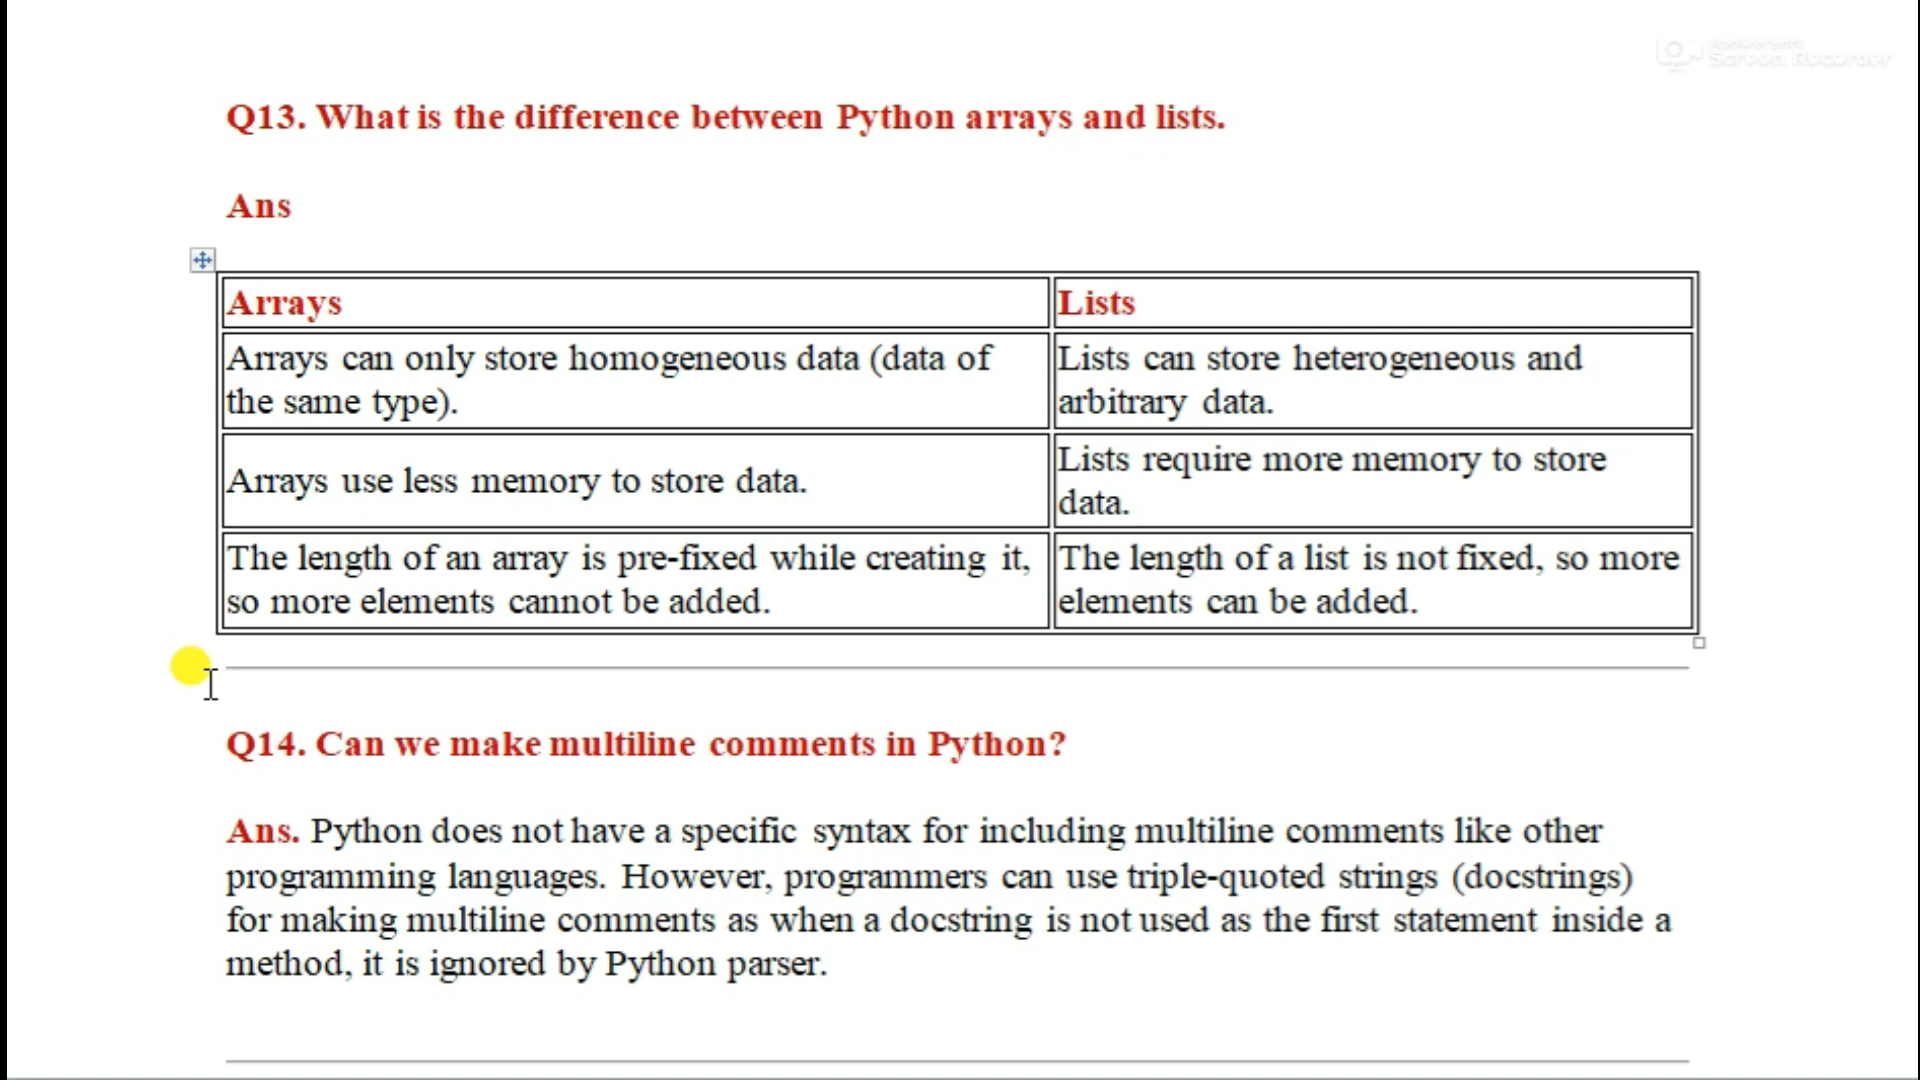 Apowersoft
Screen Recorder
Q13. What is the difference between Python arrays and lists.
Ans
Arrays
Lists
Arrays can only store homogeneous data (data of
the same type).
Lists can store heterogeneous and
arbitrary data.
Arrays use less memory to store data.
Lists require more memory to store
data.
The length of an array is pre-fixed while creating it,
so more elements cannot be added.
The length of a list is not fixed, so more
elements can be added.
Q14. Can we make multiline comments in Python?
Ans. Python does not have a specific syntax for including multiline comments like other
programming languages. However, programmers can use triple-quoted strings (docstrings)
for making multiline comments as when a docstring is not used as the first statement inside a
method, it is ignored by Python parser.